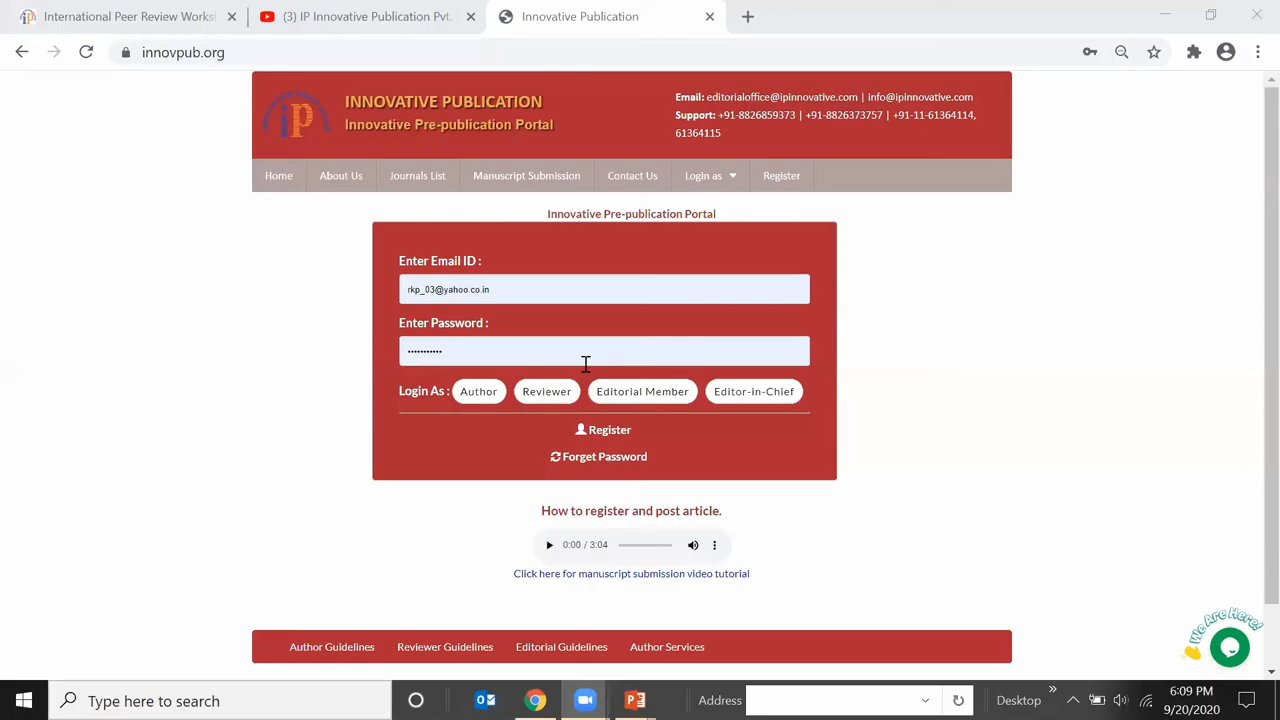 International Peer Review Works
(3) IP Innovative Publication Pvt.
Innovative Publication
innovpub.org
ip
INNOVATIVE PUBLICATION
Innovative Pre-publication Portal
Email: editorialoffice@ipinnovative.com | info@ipinnovative.com
Support: +91-8826859373 | +91-8826373757 | +91-11-61364114,
61364115
Home
About Us
Journals List
Manuscript Submission
Contact Us
Login as
Register
Innovative Pre-publication Portal
Enter Email ID :
rkp_03@yahoo.co.in
Enter Password :
•••••••••••
Login As :
Author
Reviewer
Editorial Member
Editor-in-Chief
Register
Forget Password
How to register and post article.
0:00 / 3:04
Click here for manuscript submission video tutorial
We Are Here!
Author Guidelines
Reviewer Guidelines
Editorial Guidelines
Author Services
Type here to search
Address
Desktop
6:09 PM
9/20/2020